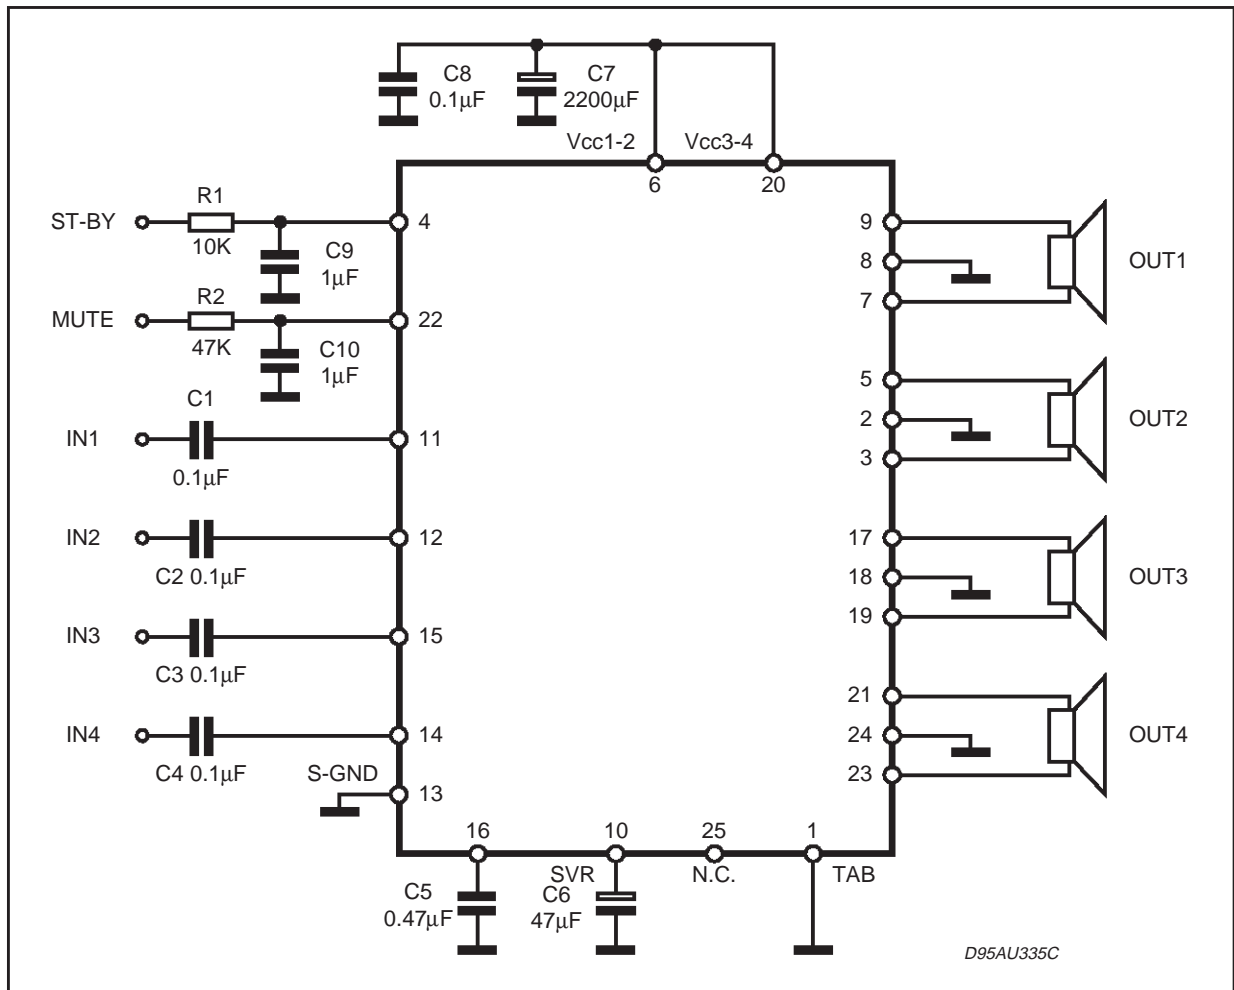 C8
0.1µF
C7
2200µF
Vcc1-2
Vcc3-4
6
20
ST-BY
R1
10K
4
C9
1µF
MUTE
R2
47K
22
C10
1µF
IN1
C1
0.1µF
11
IN2
C2 0.1µF
12
IN3
C3 0.1µF
15
IN4
C4 0.1µF
14
S-GND
13
9
8
7
OUT1
5
2
3
OUT2
17
18
19
OUT3
21
24
23
OUT4
16
10
25
1
SVR
N.C.
TAB
C5
0.47µF
C6
47µF
D95AU335C